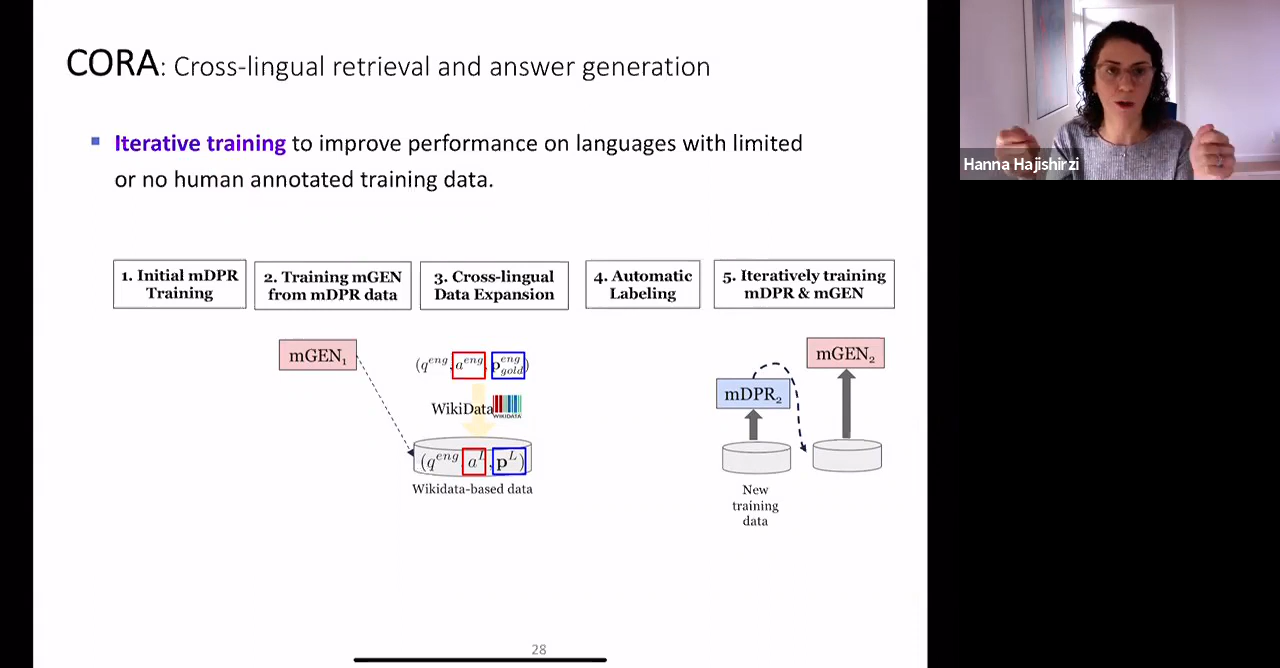 CORA: Cross-lingual retrieval and answer generation
Iterative training to improve performance on languages with limited
or no human annotated training data.
Hanna Hajishirzi
1. Initial mDPR
Training
2. Training mGEN
from mDPR data
3. Cross-lingual
Data Expansion
4. Automatic
Labeling
5. Iteratively training
mDPR & mGEN
mGEN₁
(q^eng, a^eng, p^eng_gold)
WikiData
WIKIDATA
(q^eng, a^L, p^L)
Wikidata-based data
mGEN₂
mDPR₂
New
training
data
28